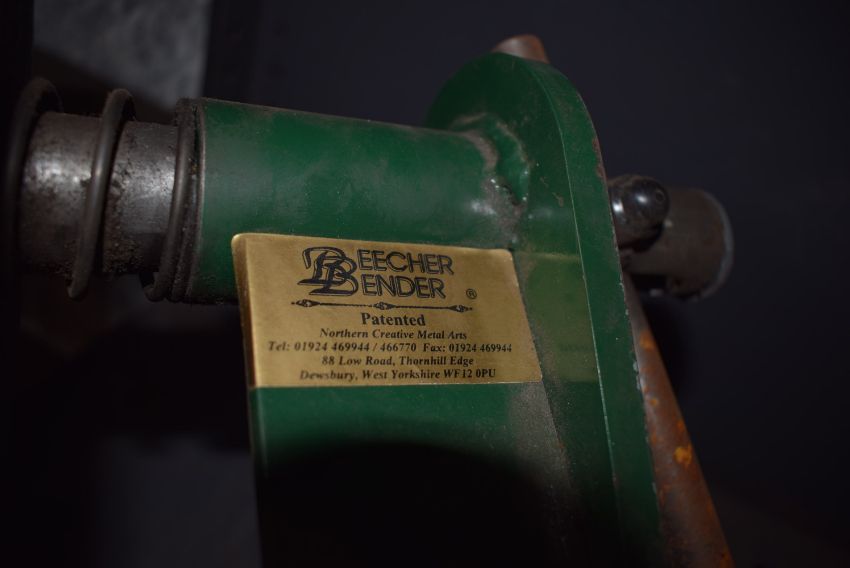 BEECHER
BENDER ®
Patented
Northern Creative Metal Arts
Tel: 01924 469944 / 466770 Fax: 01924 469944
88 Low Road, Thornhill Edge
Dewsbury, West Yorkshire WF12 0PU